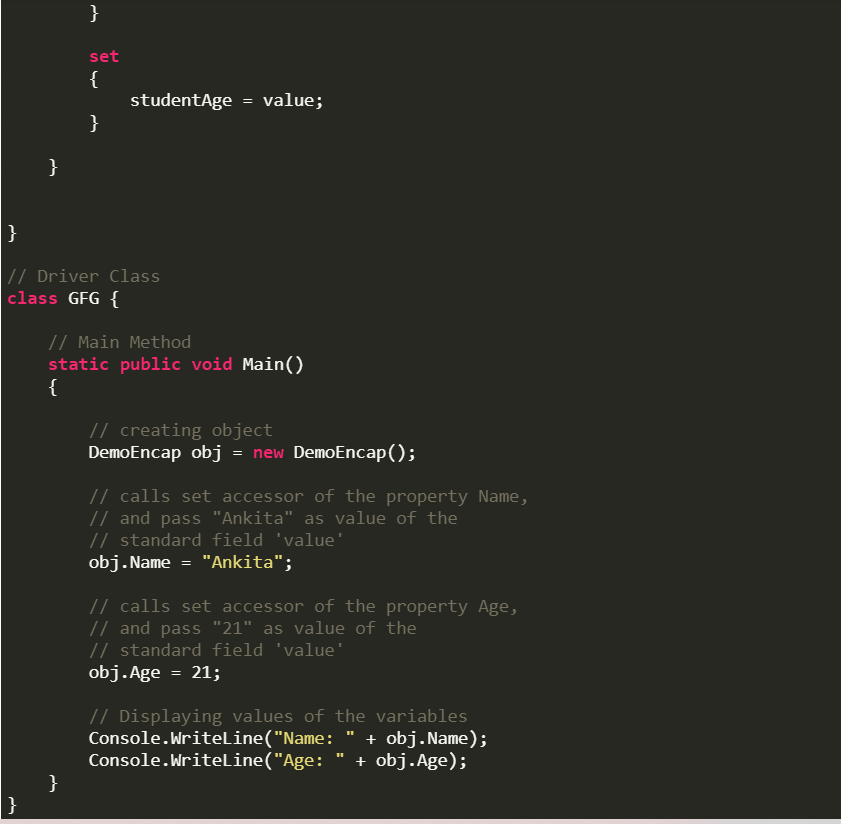 }

        set
        {
            studentAge = value;
        }

    }


}

// Driver Class
class GFG {

    // Main Method
    static public void Main()
    {

        // creating object
        DemoEncap obj = new DemoEncap();

        // calls set accessor of the property Name,
        // and pass "Ankita" as value of the
        // standard field 'value'
        obj.Name = "Ankita";

        // calls set accessor of the property Age,
        // and pass "21" as value of the
        // standard field 'value'
        obj.Age = 21;

        // Displaying values of the variables
        Console.WriteLine("Name: " + obj.Name);
        Console.WriteLine("Age: " + obj.Age);
    }
}